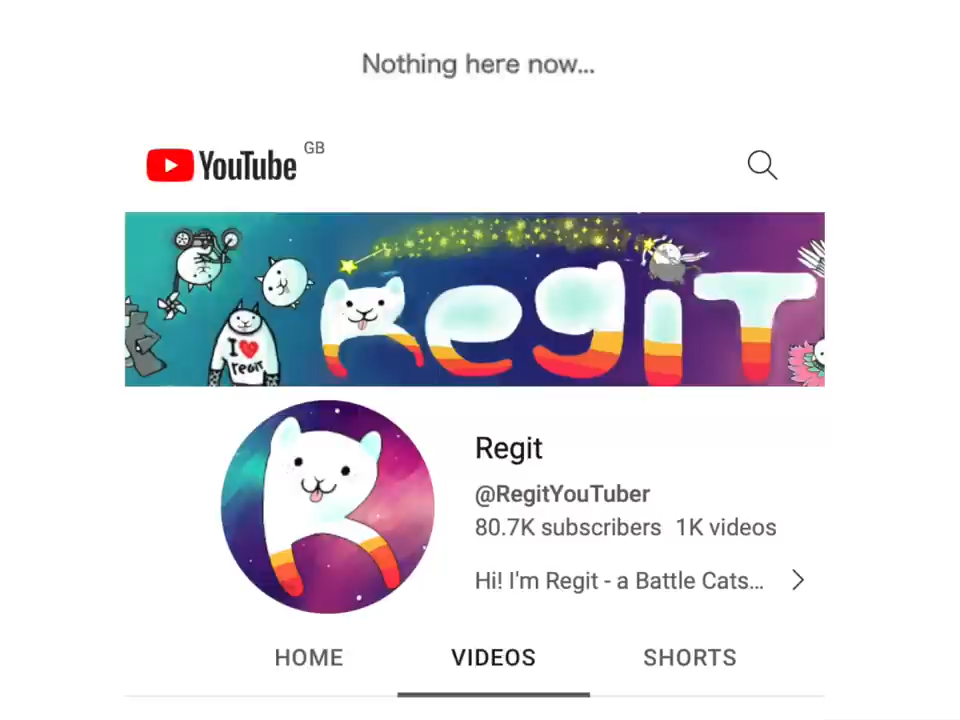 Nothing here now...
YouTube GB
RegiT
I ❤ regit
Regit
@RegitYouTuber
80.7K subscribers 1K videos
Hi! I'm Regit - a Battle Cats...
HOME VIDEOS SHORTS